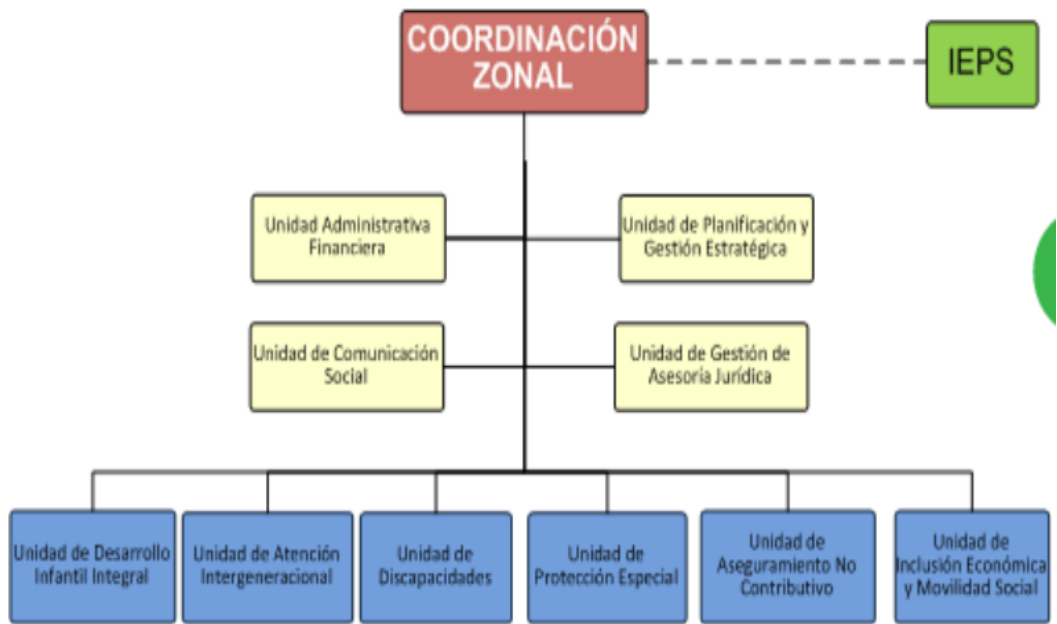 COORDINACIÓN
ZONAL
IEPS
Unidad Administrativa
Financiera
Unidad de Planificación y
Gestión Estratégica
Unidad de Comunicación
Social
Unidad de Gestión de
Asesoría Jurídica
Unidad de Desarrollo
Infantil Integral
Unidad de Atención
Intergeneracional
Unidad de
Discapacidades
Unidad de
Protección Especial
Unidad de
Aseguramiento No
Contributivo
Unidad de
Inclusión Económica
y Movilidad Social